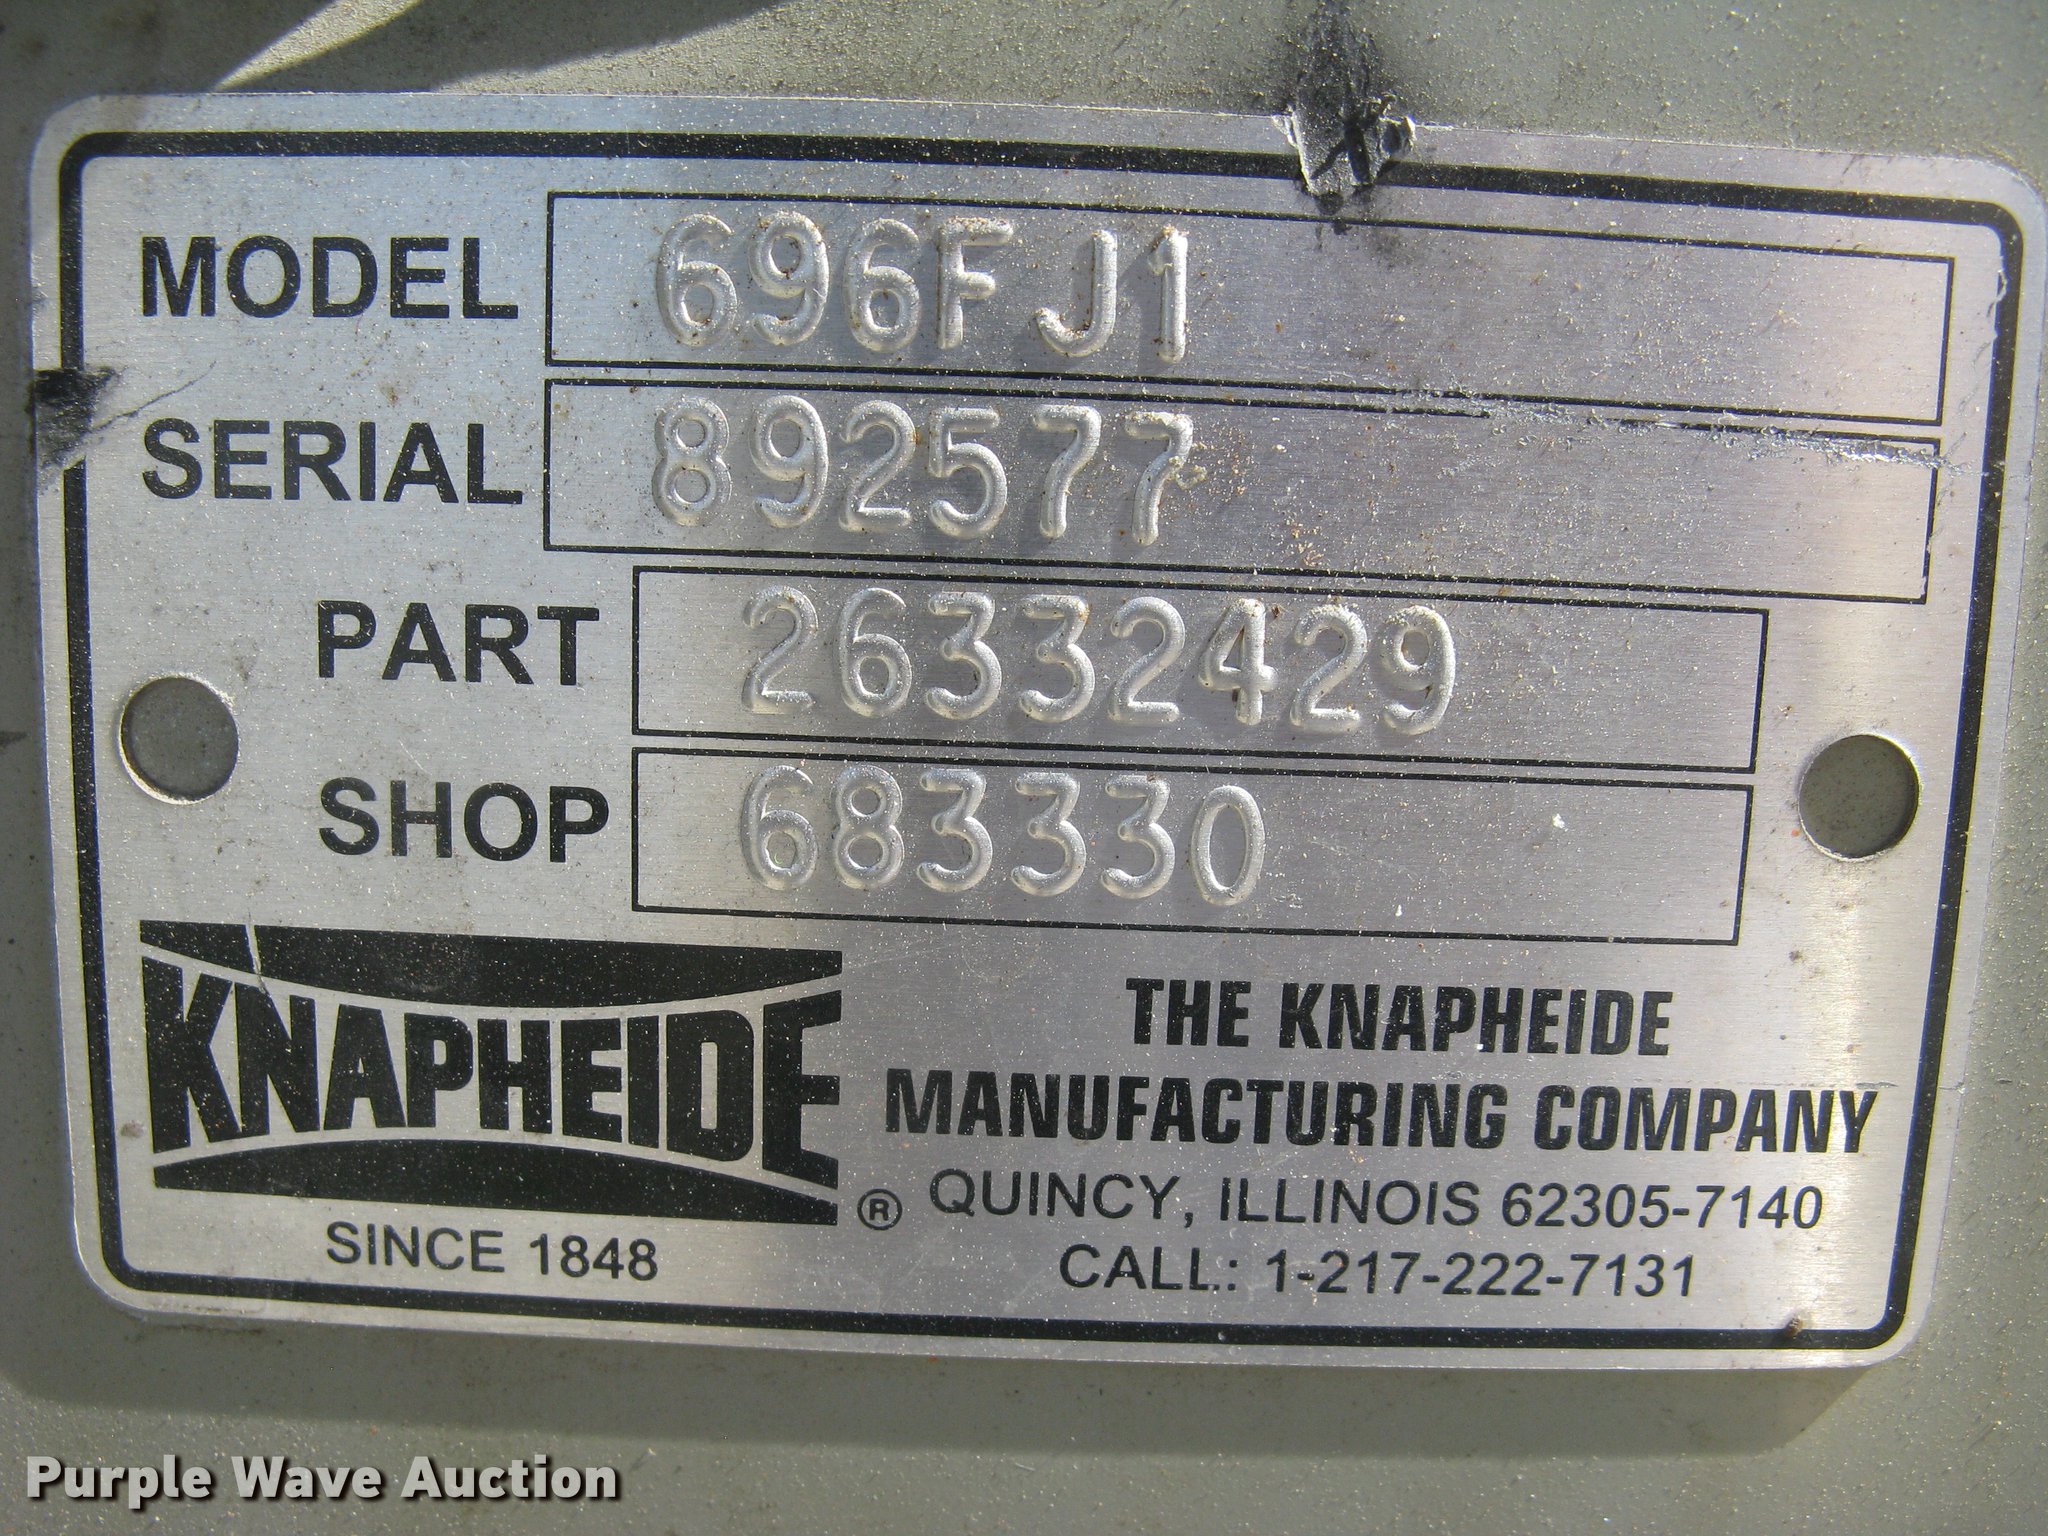 MODEL 696FJ1
SERIAL 892577
PART 26332429
SHOP 683330
KNAPHEIDE ®
SINCE 1848
THE KNAPHEIDE
MANUFACTURING COMPANY
QUINCY, ILLINOIS 62305-7140
CALL: 1-217-222-7131
Purple Wave Auction